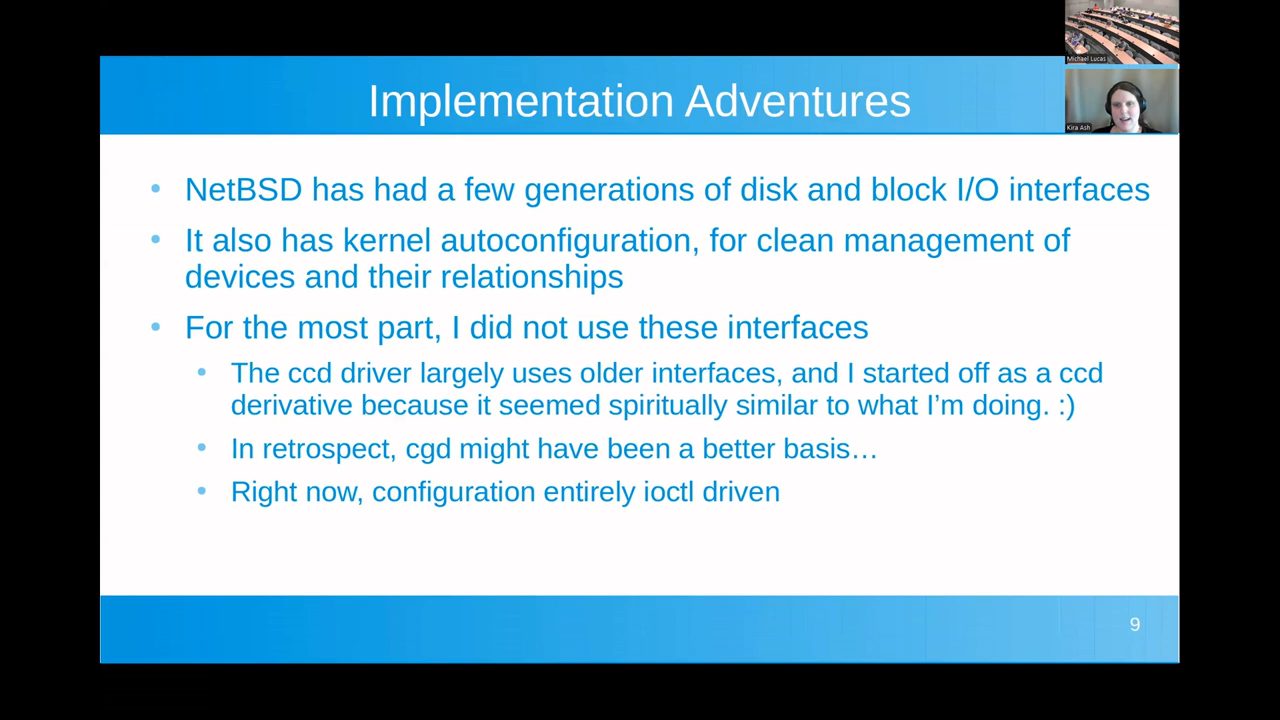 Implementation Adventures
Michael Lucas
Kira Ash
• NetBSD has had a few generations of disk and block I/O interfaces
• It also has kernel autoconfiguration, for clean management of
devices and their relationships
• For the most part, I did not use these interfaces
• The ccd driver largely uses older interfaces, and I started off as a ccd
derivative because it seemed spiritually similar to what I’m doing. :)
• In retrospect, cgd might have been a better basis…
• Right now, configuration entirely ioctl driven
9